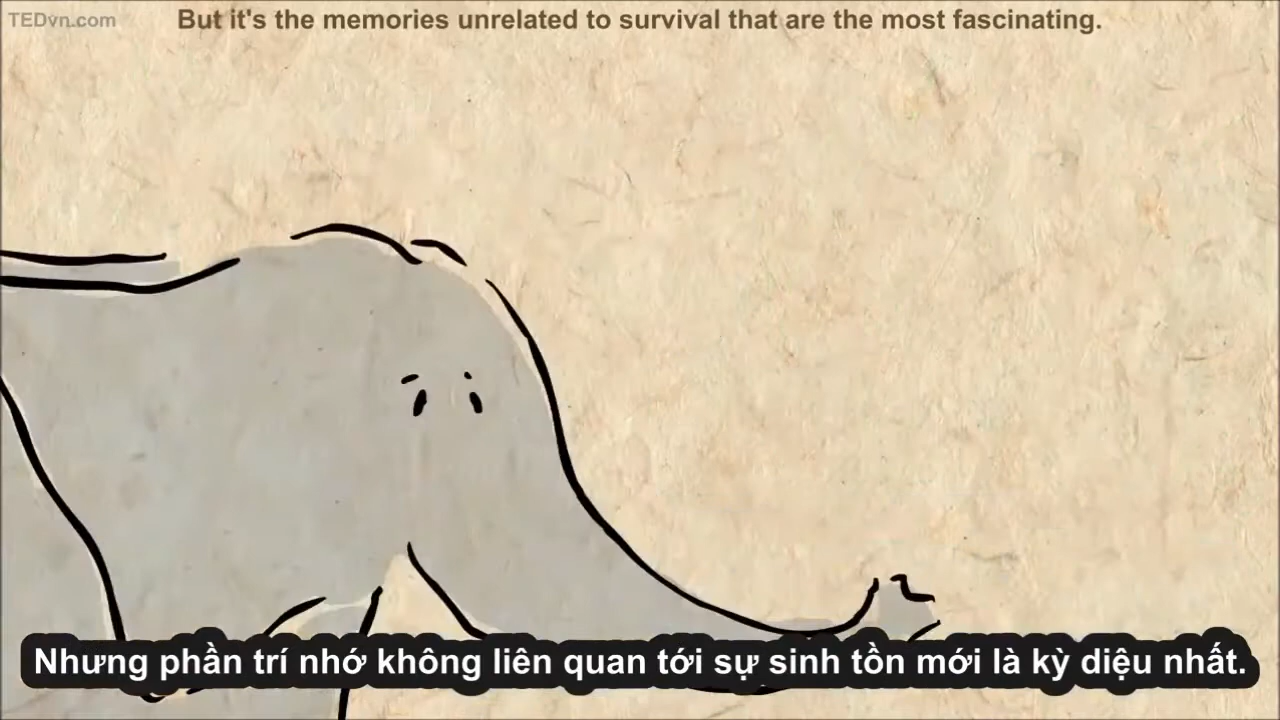 TEDvn.com
But it's the memories unrelated to survival that are the most fascinating.
Nhưng phần trí nhớ không liên quan tới sự sinh tồn mới là kỳ diệu nhất.